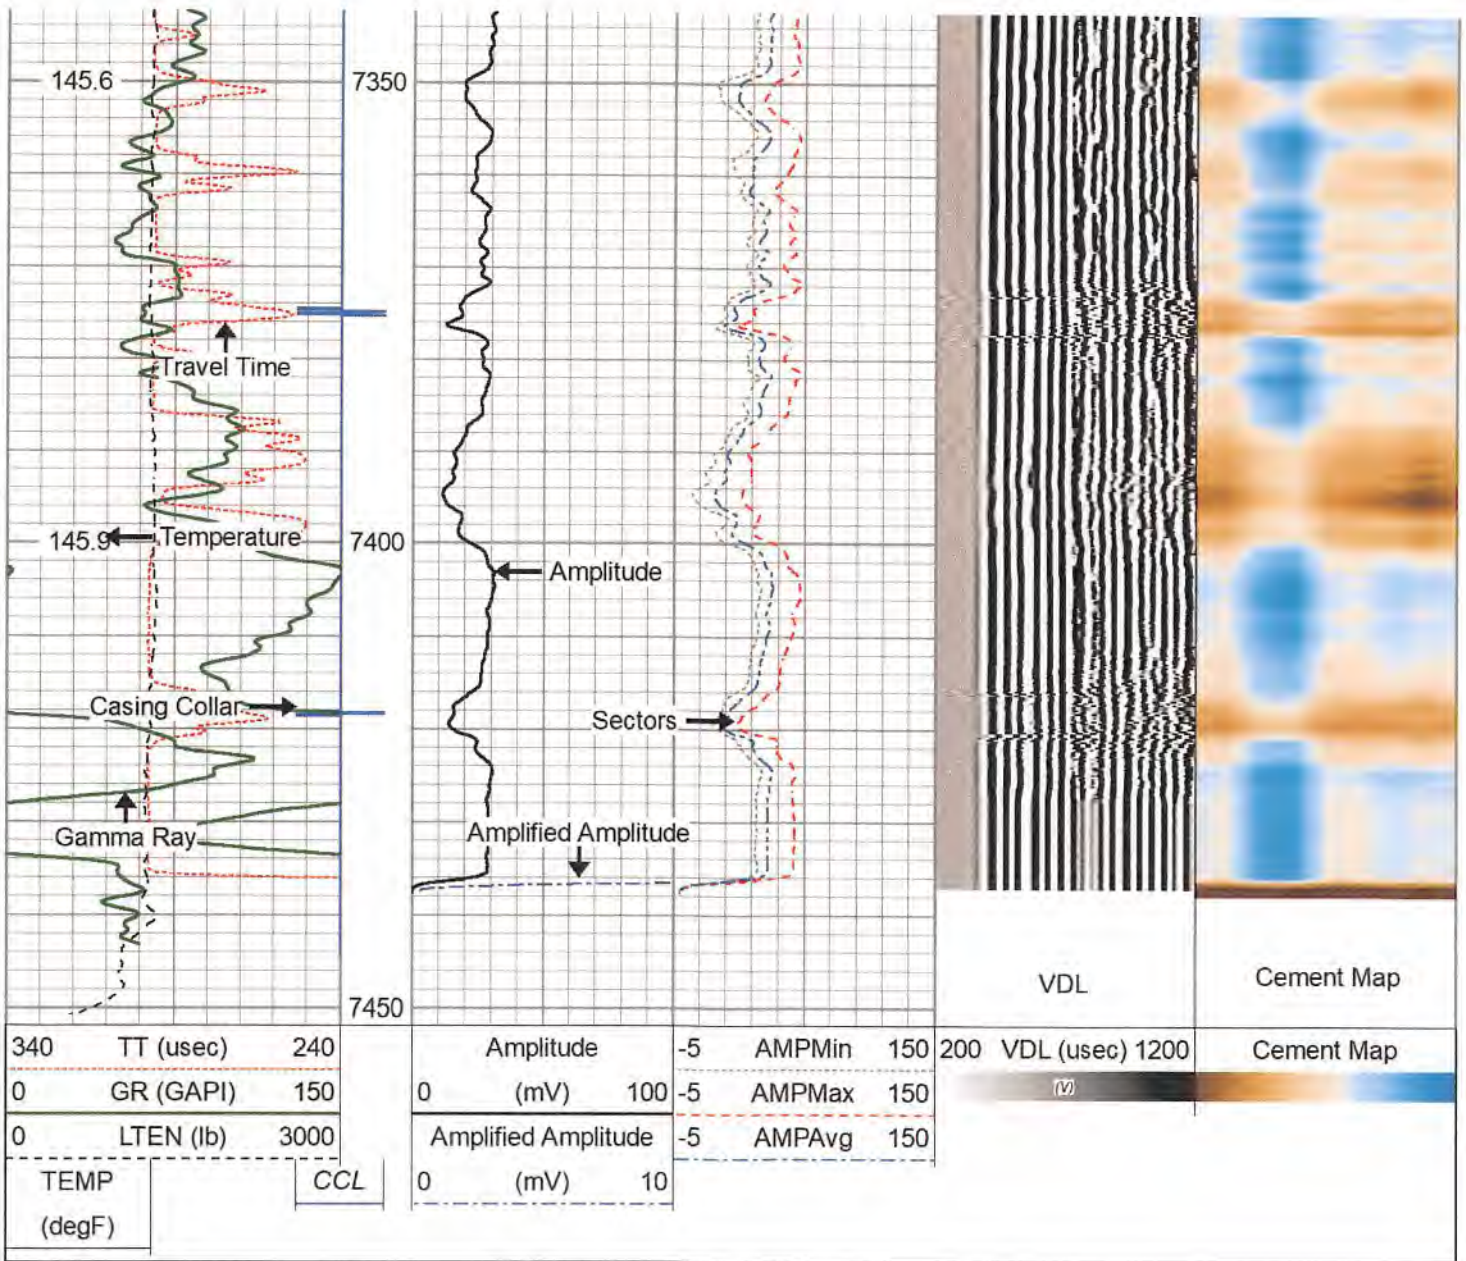 145.6
7350
Travel Time
145.9
Temperature
7400
Amplitude
Casing Collar
Sectors
Gamma Ray
Amplified Amplitude
7450
VDL
Cement Map
340 TT (usec) 240
0 GR (GAPI) 150
0 LTEN (lb) 3000
TEMP
(degF)
CCL
Amplitude
0 (mV) 100
Amplified Amplitude
0 (mV) 10
-5 AMPMin 150
-5 AMPMax 150
-5 AMPAvg 150
200 VDL (usec) 1200
(V)
Cement Map